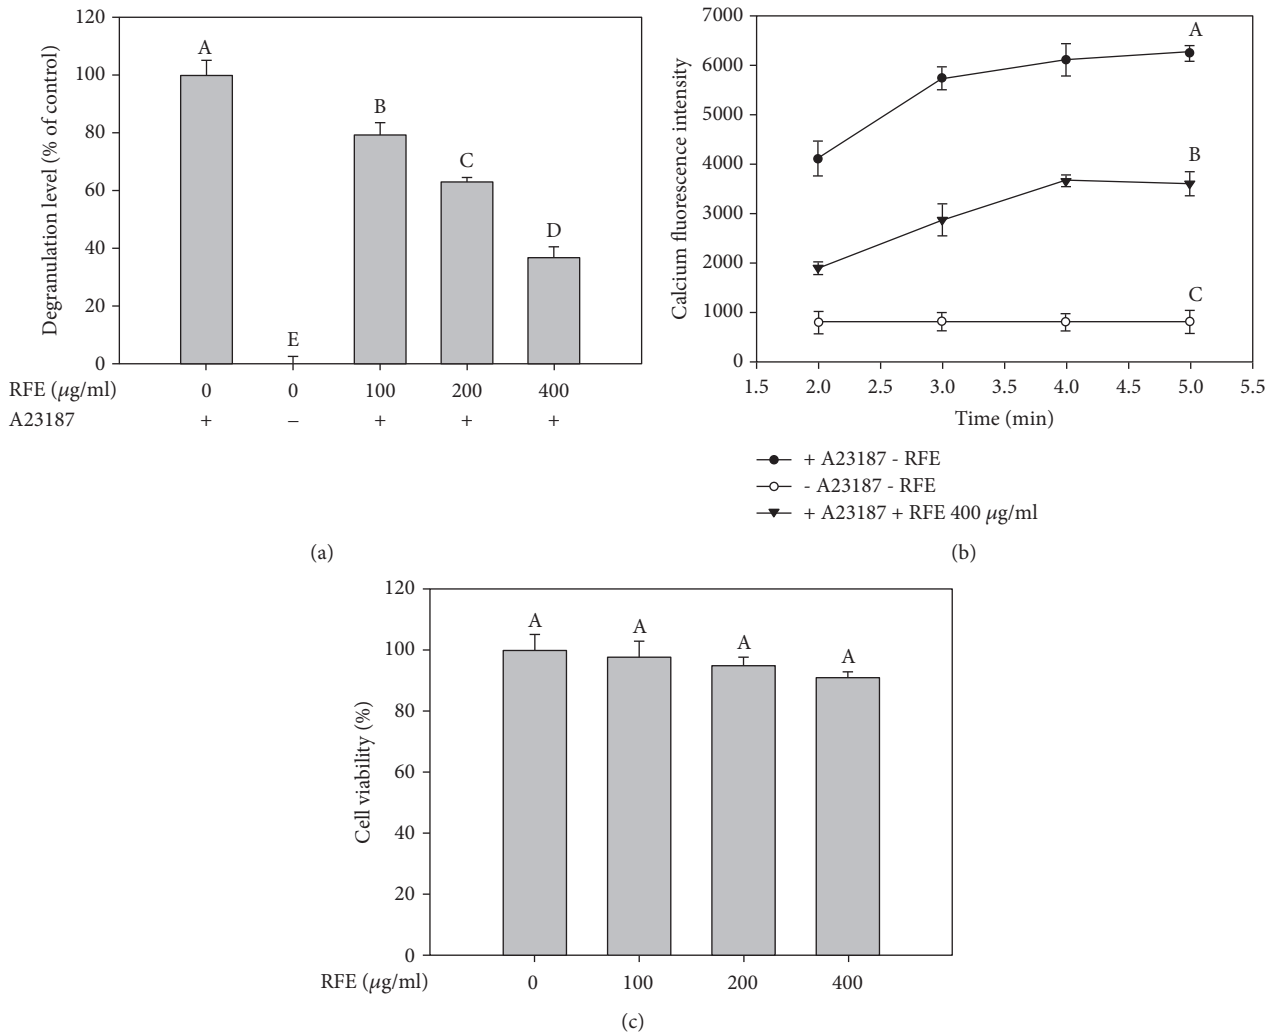 Degranulation level (% of control)
120
100
80
60
40
20
0
A
E
B
C
D
RFE (μg/ml) 0 0 100 200 400
A23187 + – + + +
(a)
Calcium fluorescence intensity
7000
6000
5000
4000
3000
2000
1000
0
A
B
C
1.5 2.0 2.5 3.0 3.5 4.0 4.5 5.0 5.5
Time (min)
+ A23187 - RFE
- A23187 - RFE
+ A23187 + RFE 400 μg/ml
(b)
Cell viability (%)
120
100
80
60
40
20
0
A
A
A
A
RFE (μg/ml) 0 100 200 400
(c)